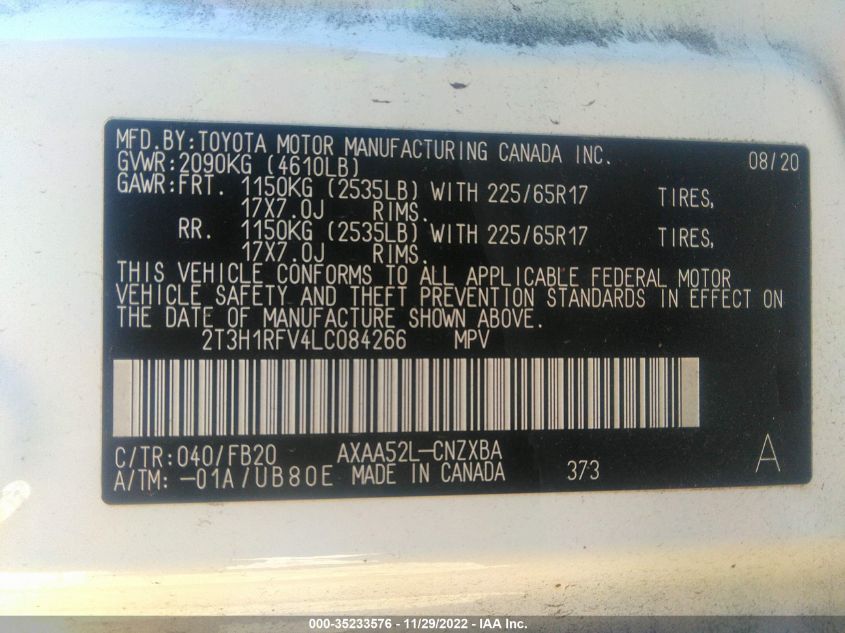 MFD.BY:TOYOTA MOTOR MANUFACTURING CANADA INC. 08/20
GVWR:2090KG (4610LB)
GAWR:FRT. 1150KG (2535LB) WITH 225/65R17 TIRES,
17X7.0J RIMS.
RR. 1150KG (2535LB) WITH 225/65R17 TIRES,
17X7.0J RIMS.
THIS VEHICLE CONFORMS TO ALL APPLICABLE FEDERAL MOTOR
VEHICLE SAFETY AND THEFT PREVENTION STANDARDS IN EFFECT ON
THE DATE OF MANUFACTURE SHOWN ABOVE.
2T3H1RFV4LC084266 MPV
C/TR:040/FB20 AXAA52L-CNZXBA A
A/TM: -01A/UB80E MADE IN CANADA 373
000-35233576 - 11/29/2022 - IAA Inc.